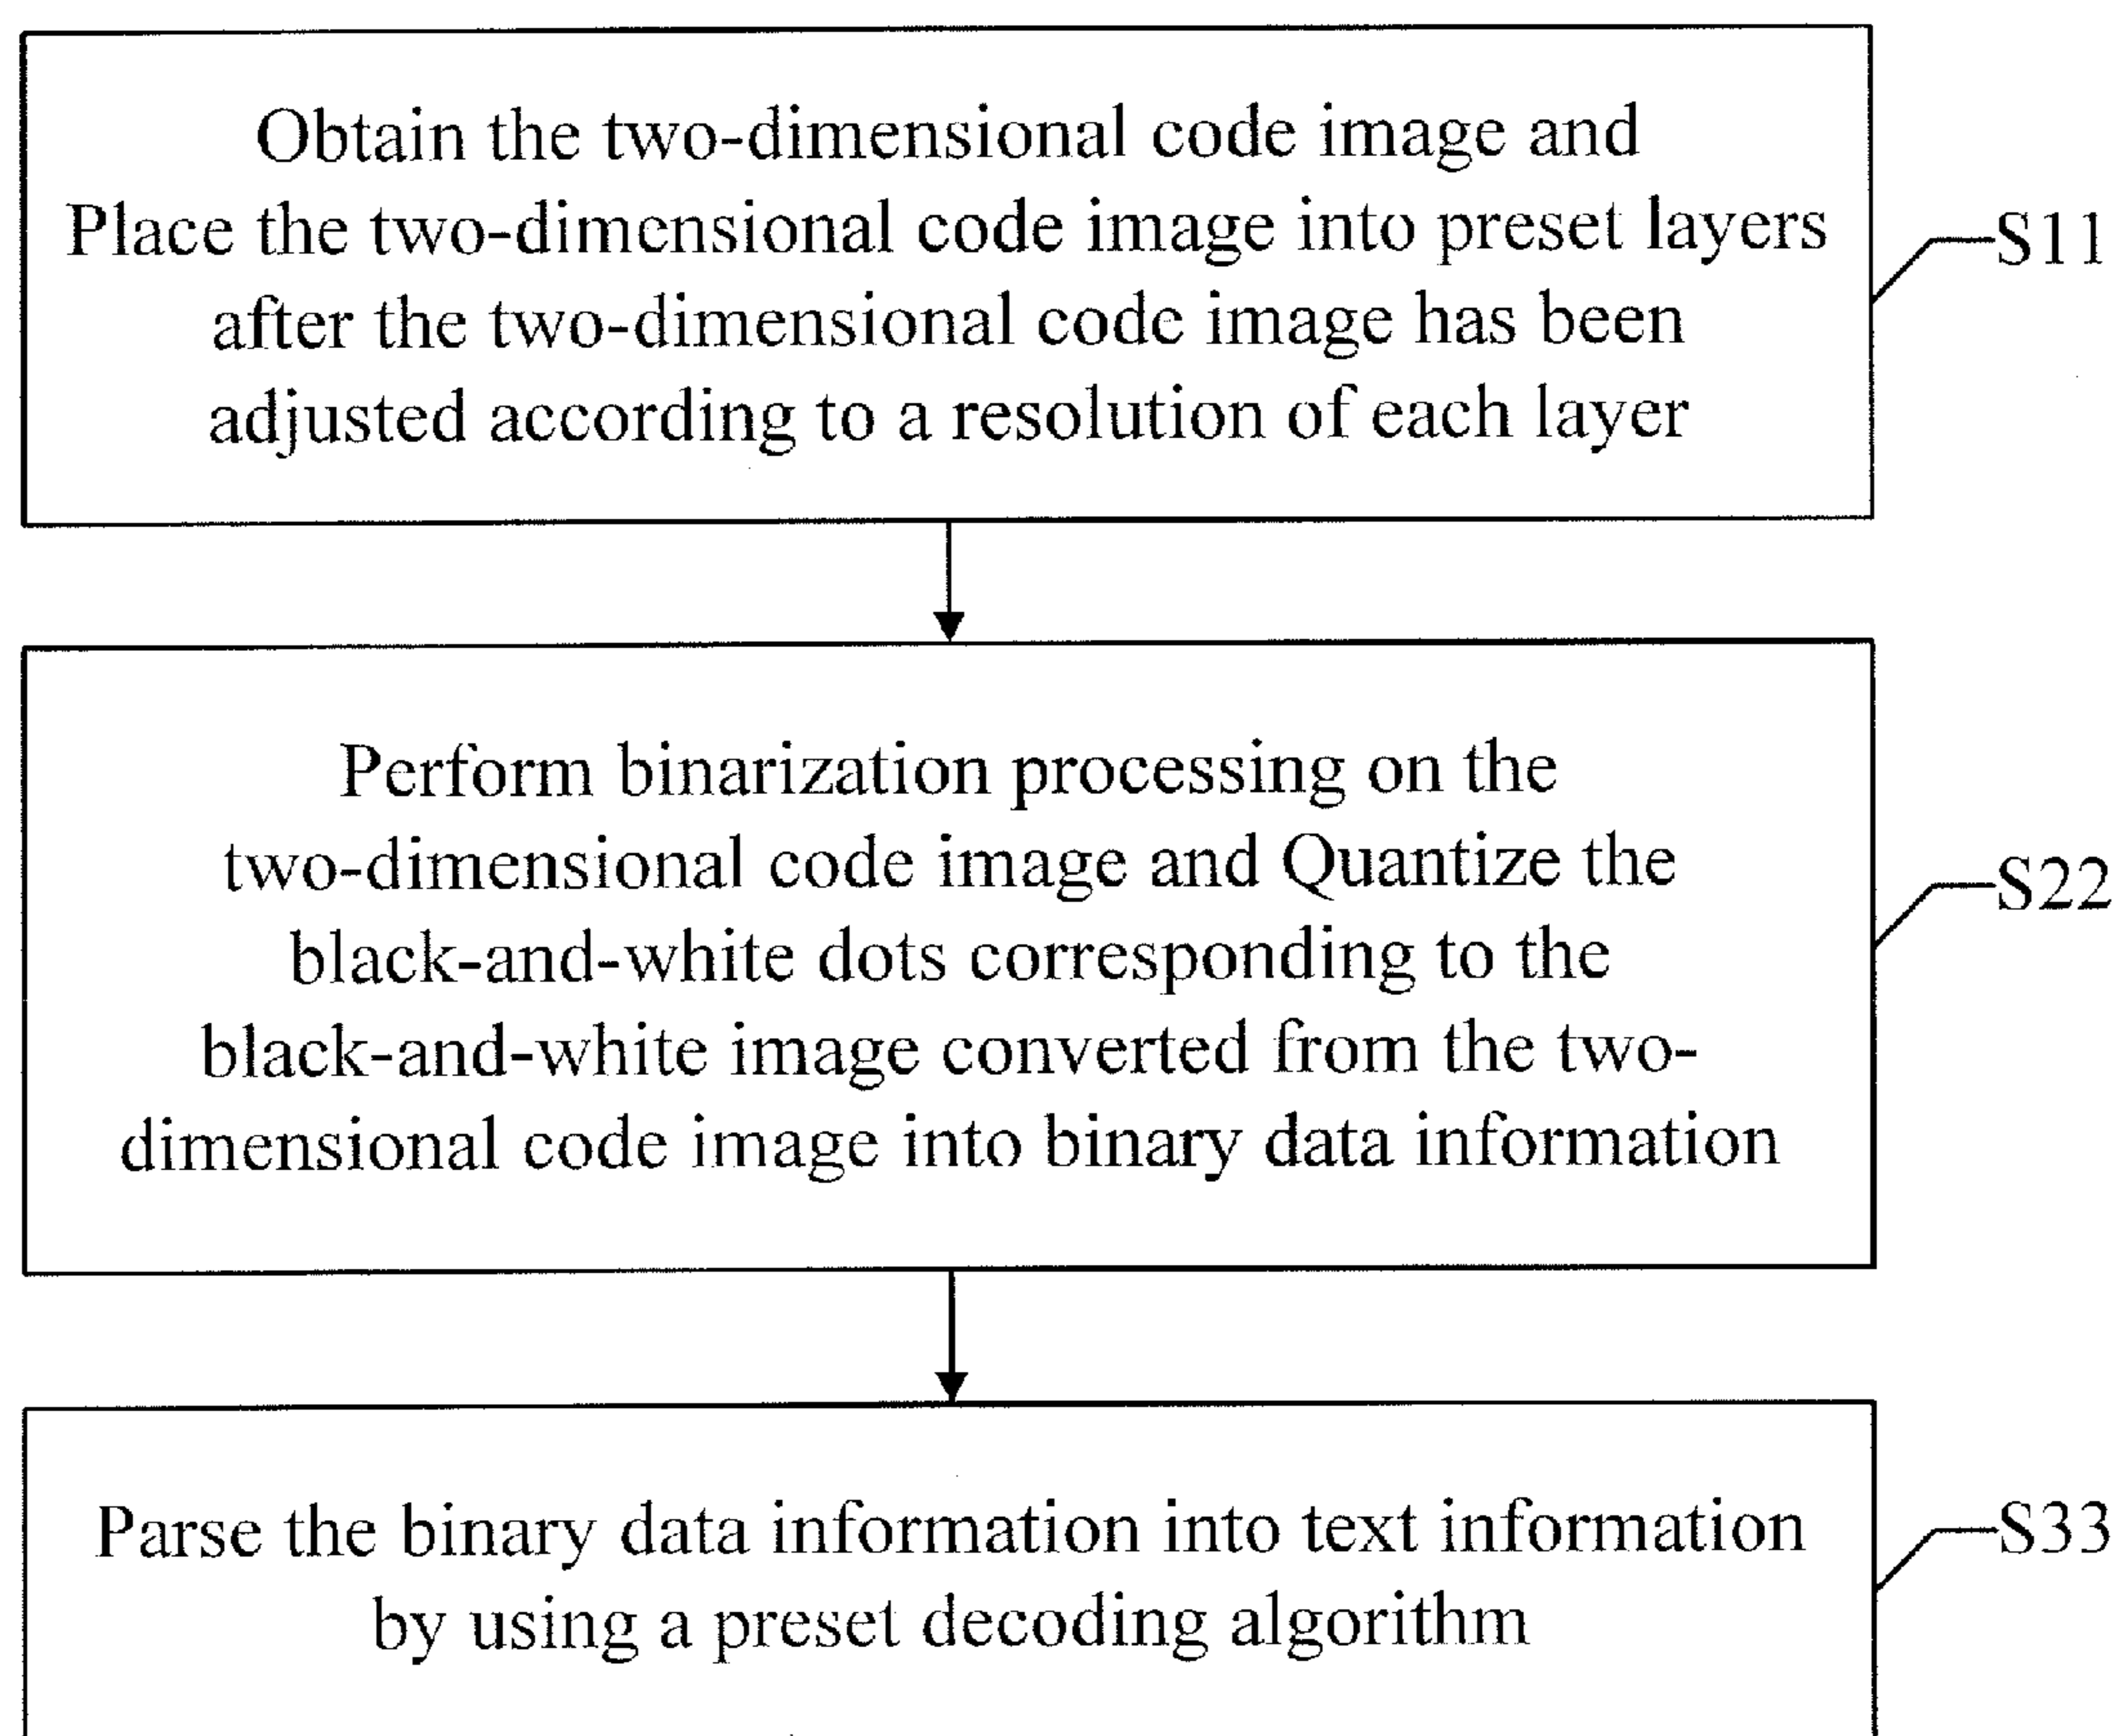 Obtain the two-dimensional code image and
Place the two-dimensional code image into preset layers
after the two-dimensional code image has been
adjusted according to a resolution of each layer
S11
Perform binarization processing on the
two-dimensional code image and Quantize the
black-and-white dots corresponding to the
black-and-white image converted from the two-
dimensional code image into binary data information
S22
Parse the binary data information into text information
by using a preset decoding algorithm
S33